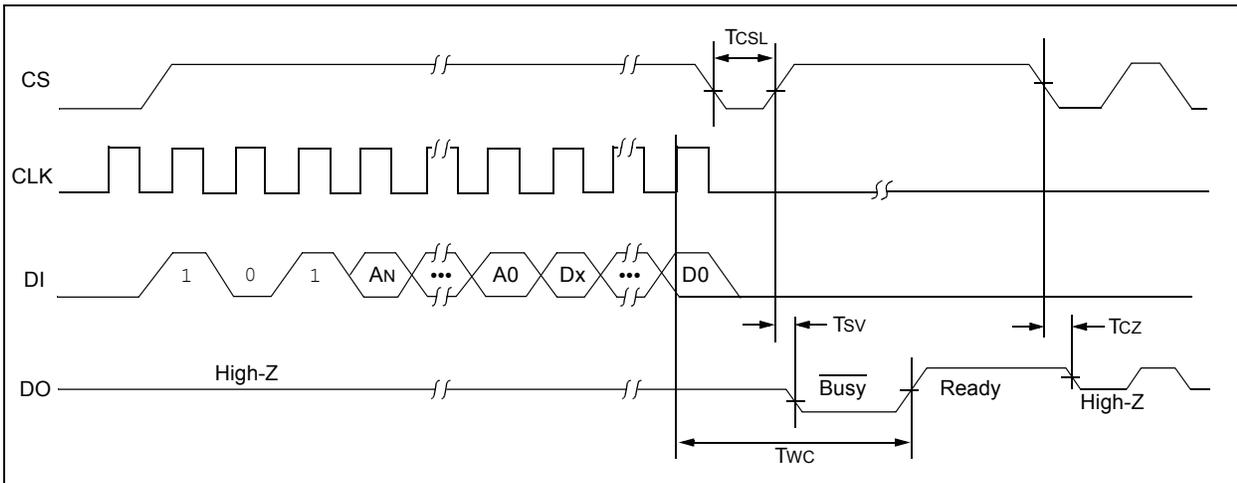 TCSL
CS
CLK
DI 1 0 1 AN ••• A0 Dx ••• D0
TSV
TCZ
DO High-Z Busy Ready High-Z
TWC